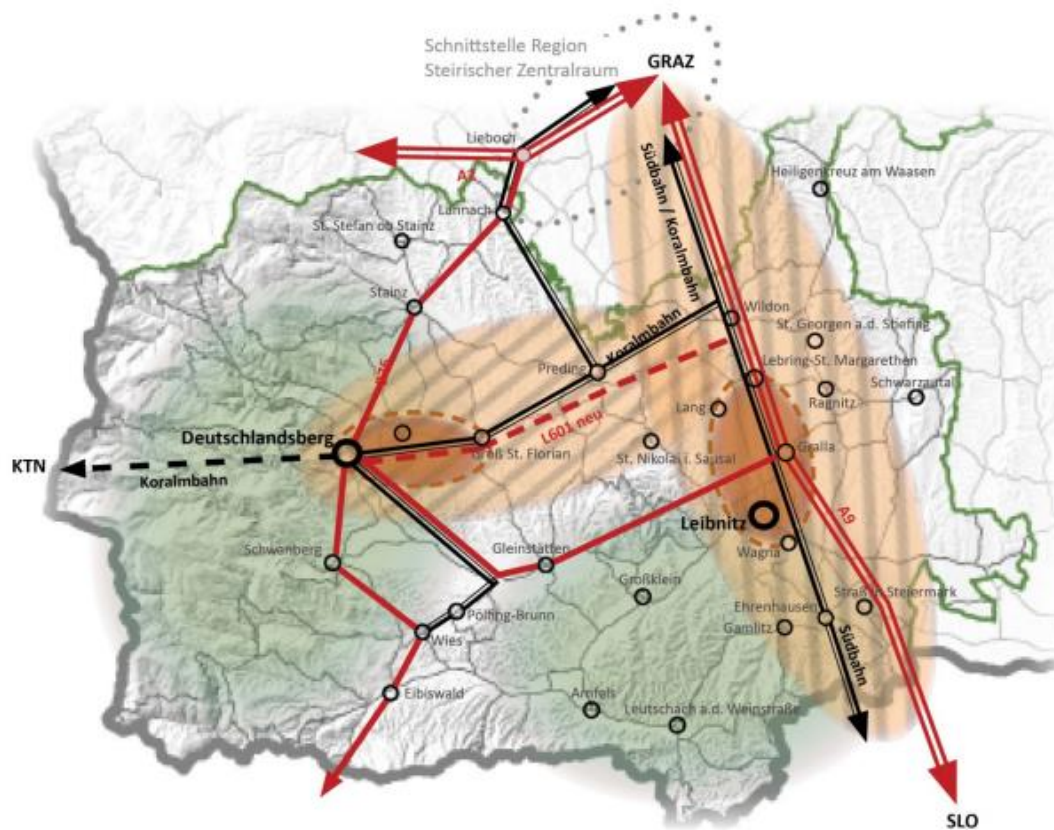 Schnittstelle Region
Steirischer Zentralraum
GRAZ
Lieboch
A2
Südbahn / Koralmbahn
Heiligenkreuz am Waasen
Lannach
St. Stefan ob Stainz
Stainz
Wildon
St. Georgen a.d. Stiefing
Koralmbahn
B76
Preding
Lebring-St. Margarethen
Ragnitz
Schwarzautal
Lang
L601 neu
Deutschlandsberg
Groß St. Florian
St. Nikolai i. Sausal
Gralla
KTN
Koralmbahn
A9
Leibnitz
Wagna
Schwanberg
Gleinstätten
Großklein
Straß i. Steiermark
Ehrenhausen
Pölfing-Brunn
Gamlitz
Wies
Südbahn
Eibiswald
Arnfels
Leutschach a.d. Weinstraße
SLO